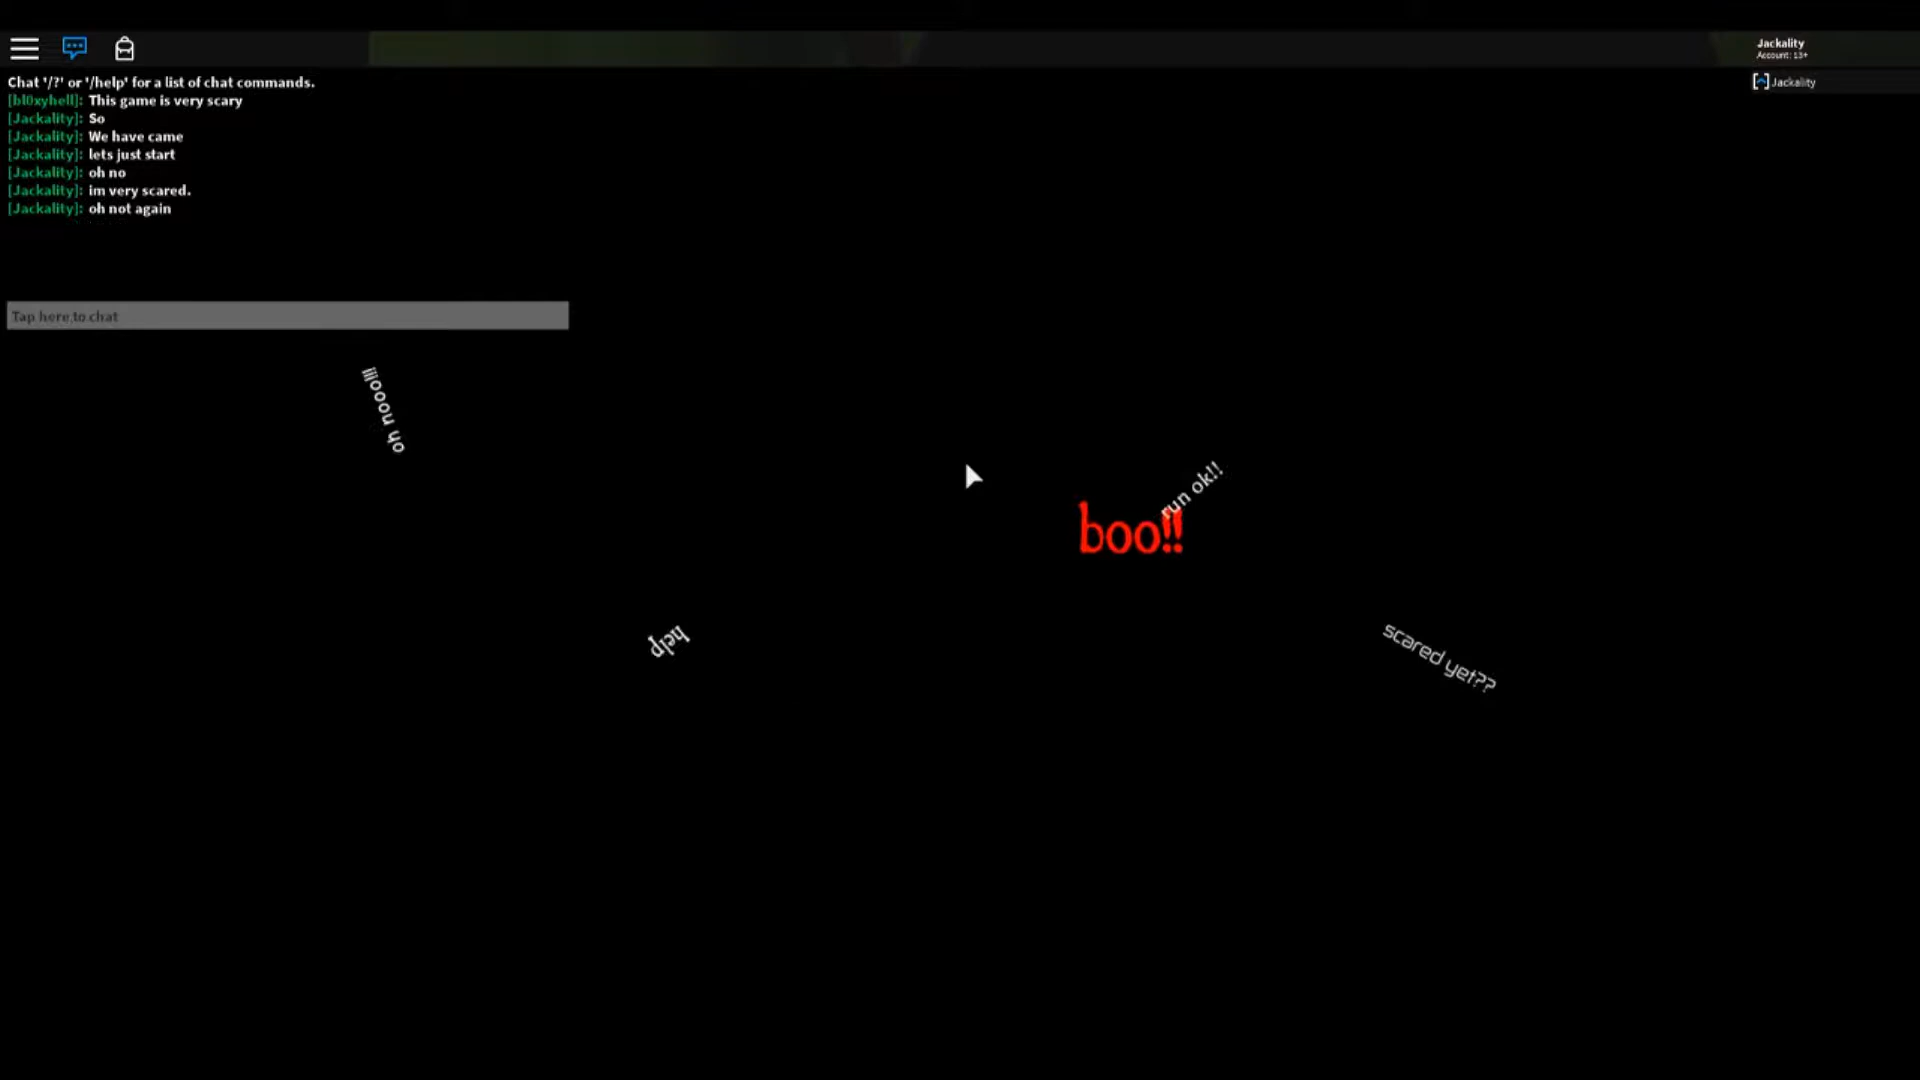 Jackality
Account: 13+
Chat '/?' or '/help' for a list of chat commands.
Jackality
[bl0xyhell]: This game is very scary
[Jackality]: So
[Jackality]: We have came
[Jackality]: lets just start
[Jackality]: oh no
[Jackality]: im very scared.
[Jackality]: oh not again
Tap here to chat
oh noooiii
run ok!!
boo!!
help
scared yet??